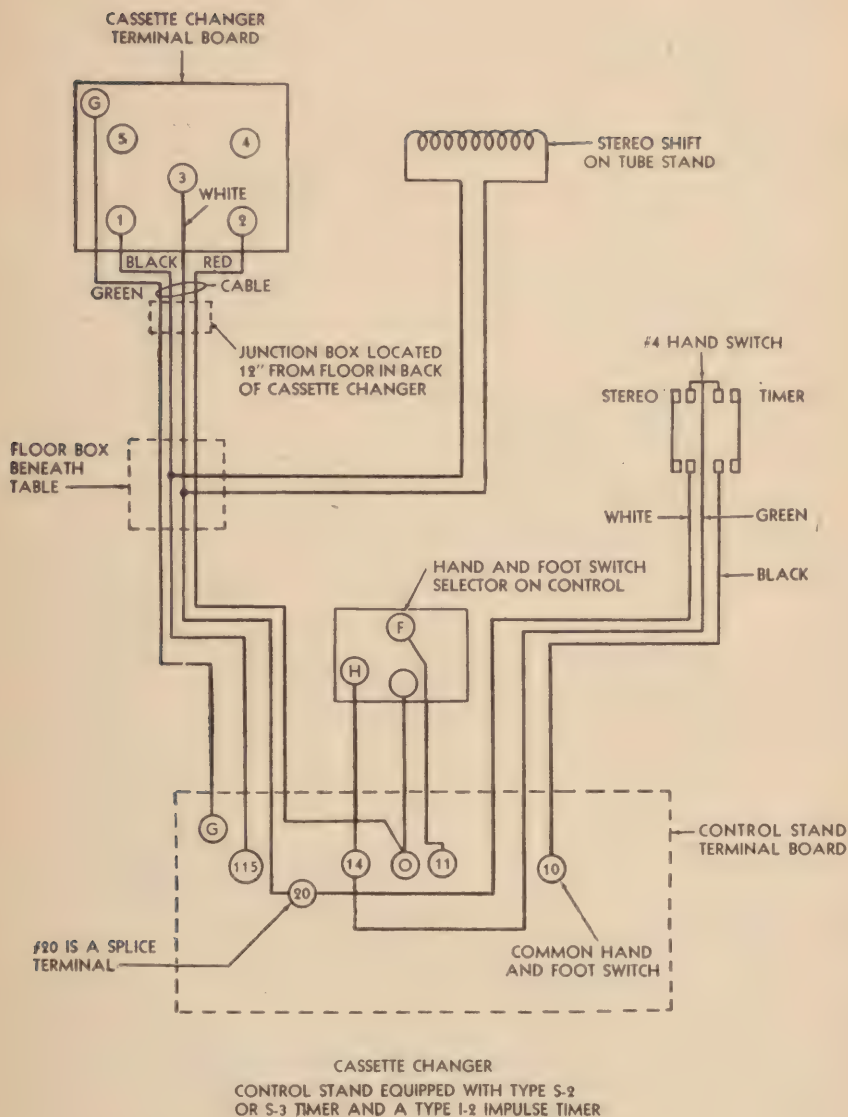 CASSETTE CHANGER
TERMINAL BOARD
G
5
4
3
WHITE
1
2
BLACK
RED
GREEN
CABLE
STEREO SHIFT
ON TUBE STAND
JUNCTION BOX LOCATED
12" FROM FLOOR IN BACK
OF CASSETTE CHANGER
#4 HAND SWITCH
STEREO
TIMER
FLOOR BOX
BENEATH
TABLE
WHITE
GREEN
BLACK
HAND AND FOOT SWITCH
SELECTOR ON CONTROL
F
H
G
115
14
O
11
10
20
CONTROL STAND
TERMINAL BOARD
#20 IS A SPLICE
TERMINAL
COMMON HAND
AND FOOT SWITCH
CASSETTE CHANGER
CONTROL STAND EQUIPPED WITH TYPE S-2
OR S-3 TIMER AND A TYPE I-2 IMPULSE TIMER